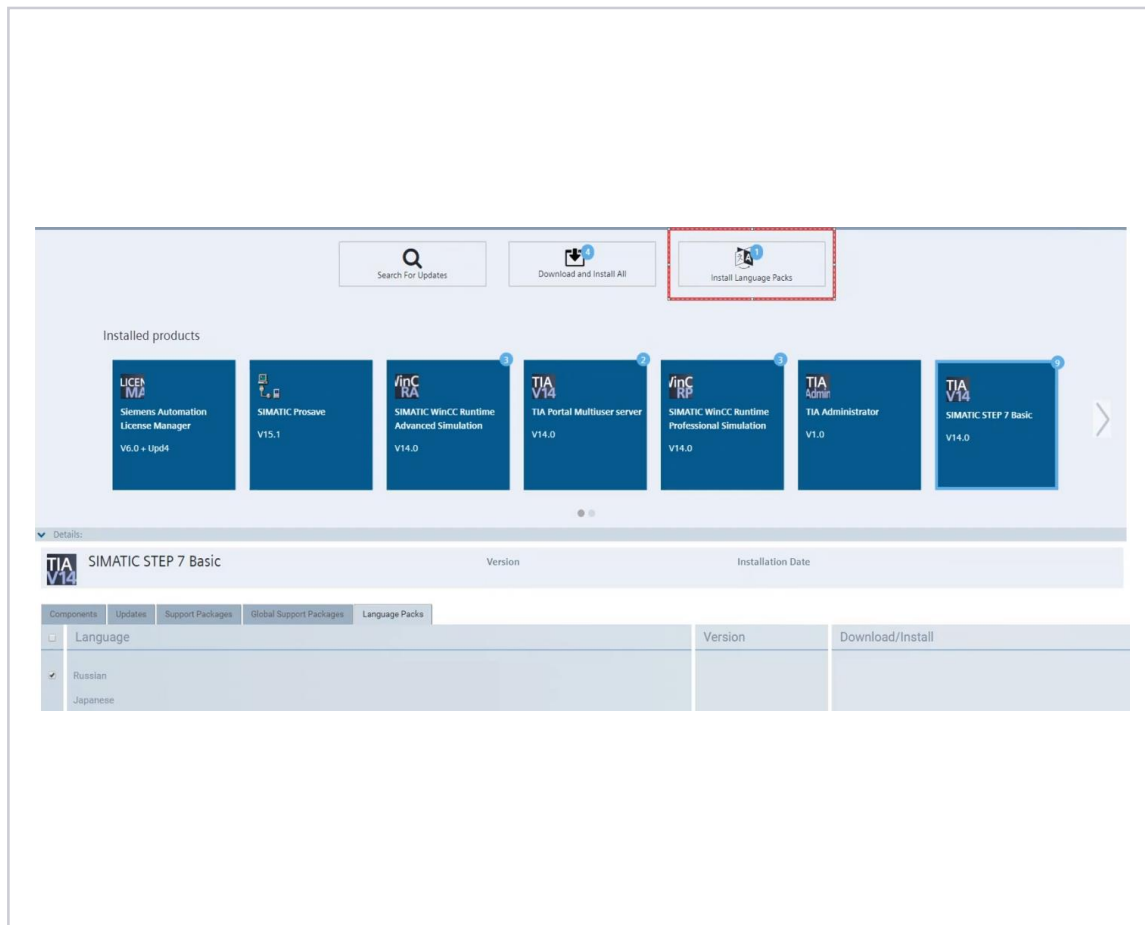 4
1
Search For Updates
Download and Install All
Install Language Packs
Installed products
3
2
3
9
LICEN
MA
VinC
RA
TIA
V14
VinC
RP
TIA
Admin
TIA
V14
Siemens Automation
License Manager
V6.0 + Upd4
SIMATIC Prosave
V15.1
SIMATIC WinCC Runtime
Advanced Simulation
V14.0
TIA Portal Multiuser server
V14.0
SIMATIC WinCC Runtime
Professional Simulation
V14.0
TIA Administrator
V1.0
SIMATIC STEP 7 Basic
V14.0
Details:
TIA
V14
SIMATIC STEP 7 Basic Version Installation Date
Components Updates Support Packages Global Support Packages Language Packs
Language Version Download/Install
Russian
Japanese